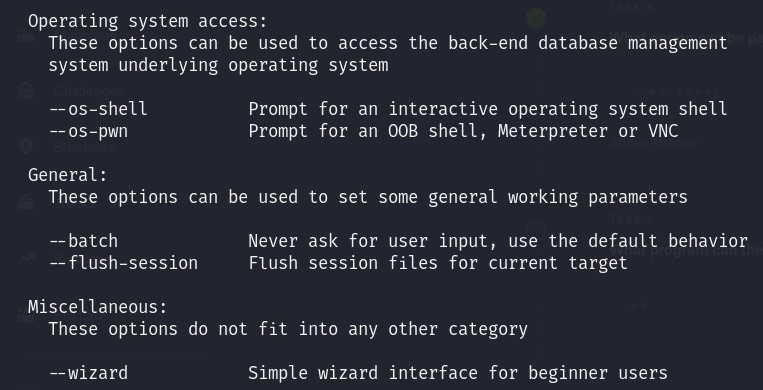 Operating system access:
These options can be used to access the back-end database management
system underlying operating system
--os-shell Prompt for an interactive operating system shell
--os-pwn Prompt for an OOB shell, Meterpreter or VNC
General:
These options can be used to set some general working parameters
--batch Never ask for user input, use the default behavior
--flush-session Flush session files for current target
Miscellaneous:
These options do not fit into any other category
--wizard Simple wizard interface for beginner users